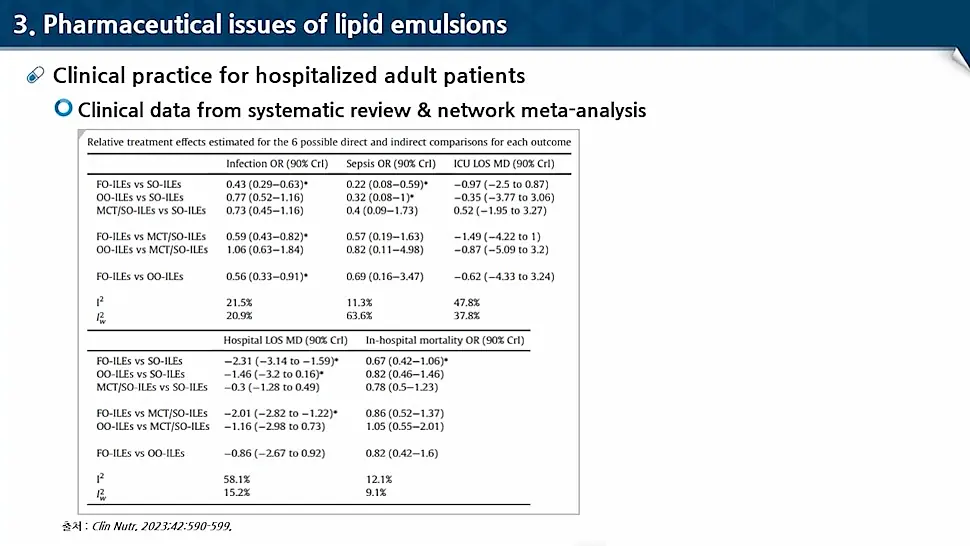 3. Pharmaceutical issues of lipid emulsions
Clinical practice for hospitalized adult patients
Clinical data from systematic review & network meta-analysis
Relative treatment effects estimated for the 6 possible direct and indirect comparisons for each outcome
Infection OR (90% CrI) Sepsis OR (90% CrI) ICU LOS MD (90% CrI)
FO-ILEs vs SO-ILEs 0.43 (0.29–0.63)* 0.22 (0.08–0.59)* −0.97 (−2.5 to 0.87)
OO-ILEs vs SO-ILEs 0.77 (0.52–1.16) 0.32 (0.08–1)* −0.35 (−3.77 to 3.06)
MCT/SO-ILEs vs SO-ILEs 0.73 (0.45–1.16) 0.4 (0.09–1.73) 0.52 (−1.95 to 3.27)
FO-ILEs vs MCT/SO-ILEs 0.59 (0.43–0.82)* 0.57 (0.19–1.63) −1.49 (−4.22 to 1)
OO-ILEs vs MCT/SO-ILEs 1.06 (0.63–1.84) 0.82 (0.11–4.98) −0.87 (−5.09 to 3.2)
FO-ILEs vs OO-ILEs 0.56 (0.33–0.91)* 0.69 (0.16–3.47) −0.62 (−4.33 to 3.24)
I² 21.5% 11.3% 47.8%
I²w 20.9% 63.6% 37.8%
Hospital LOS MD (90% CrI) In-hospital mortality OR (90% CrI)
FO-ILEs vs SO-ILEs −2.31 (−3.14 to −1.59)* 0.67 (0.42–1.06)*
OO-ILEs vs SO-ILEs −1.46 (−3.2 to 0.16)* 0.82 (0.46–1.46)
MCT/SO-ILEs vs SO-ILEs −0.3 (−1.28 to 0.49) 0.78 (0.5–1.23)
FO-ILEs vs MCT/SO-ILEs −2.01 (−2.82 to −1.22)* 0.86 (0.52–1.37)
OO-ILEs vs MCT/SO-ILEs −1.16 (−2.98 to 0.73) 1.05 (0.55–2.01)
FO-ILEs vs OO-ILEs −0.86 (−2.67 to 0.92) 0.82 (0.42–1.6)
I² 58.1% 12.1%
I²w 15.2% 9.1%
출처 : Clin Nutr. 2023;42:590-599.